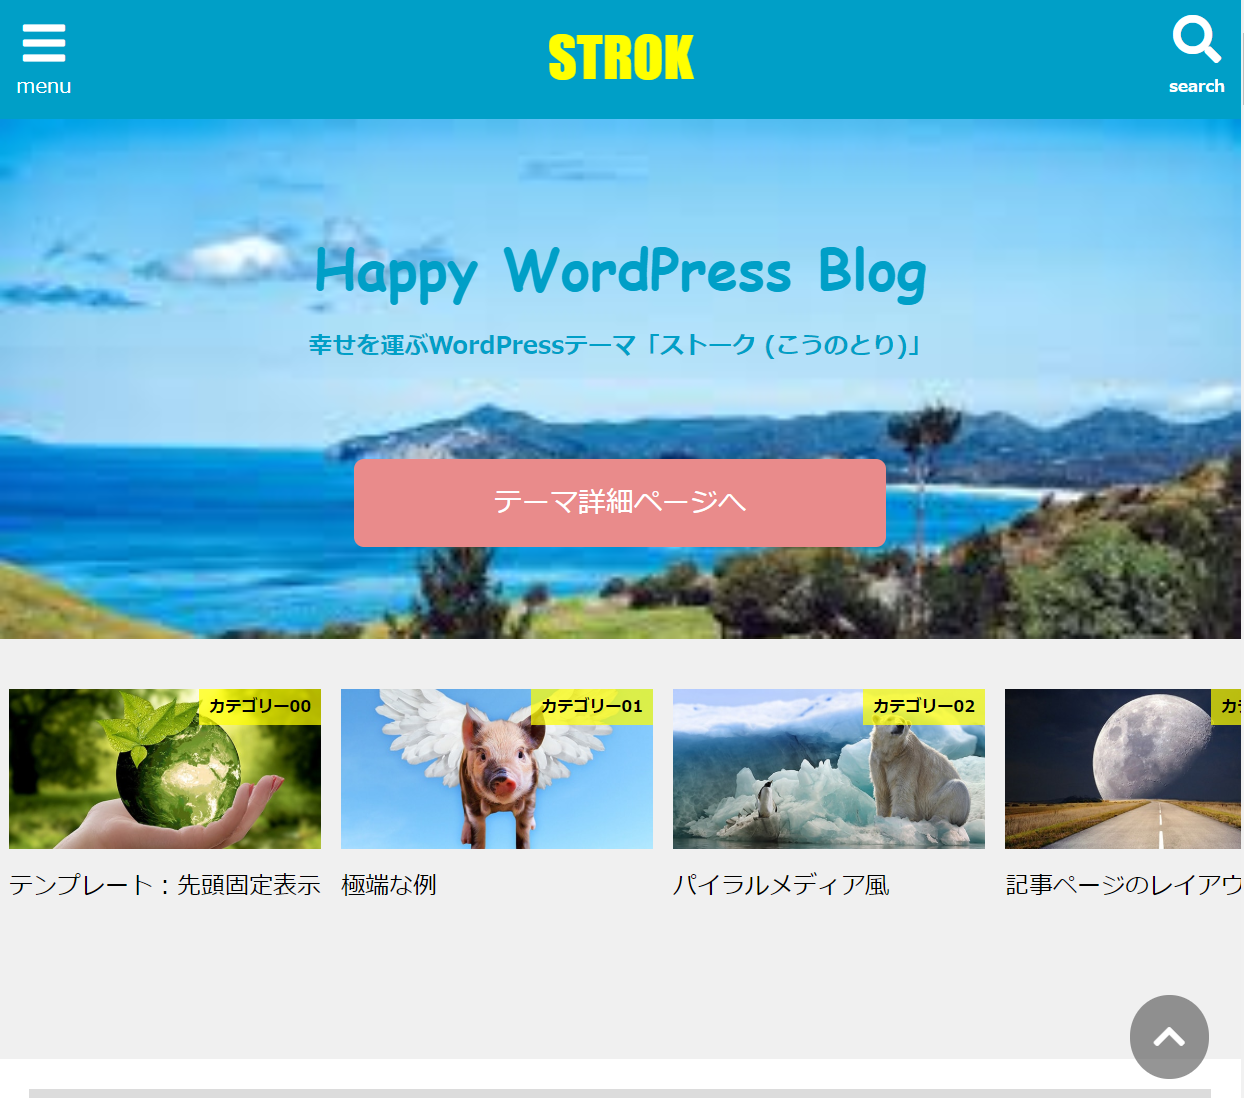 menu
STROK
search
Happy WordPress Blog
幸せを運ぶWordPressテーマ「ストーク (こうのとり)」
テーマ詳細ページへ
カテゴリー00
カテゴリー01
カテゴリー02
テンプレート：先頭固定表示
極端な例
バイラルメディア風
記事ページのレイアウ